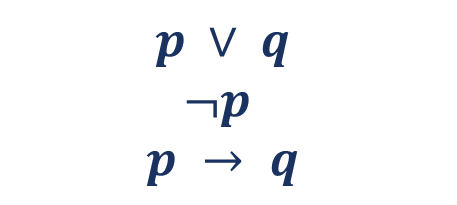 p ∨ q
¬p
p → q